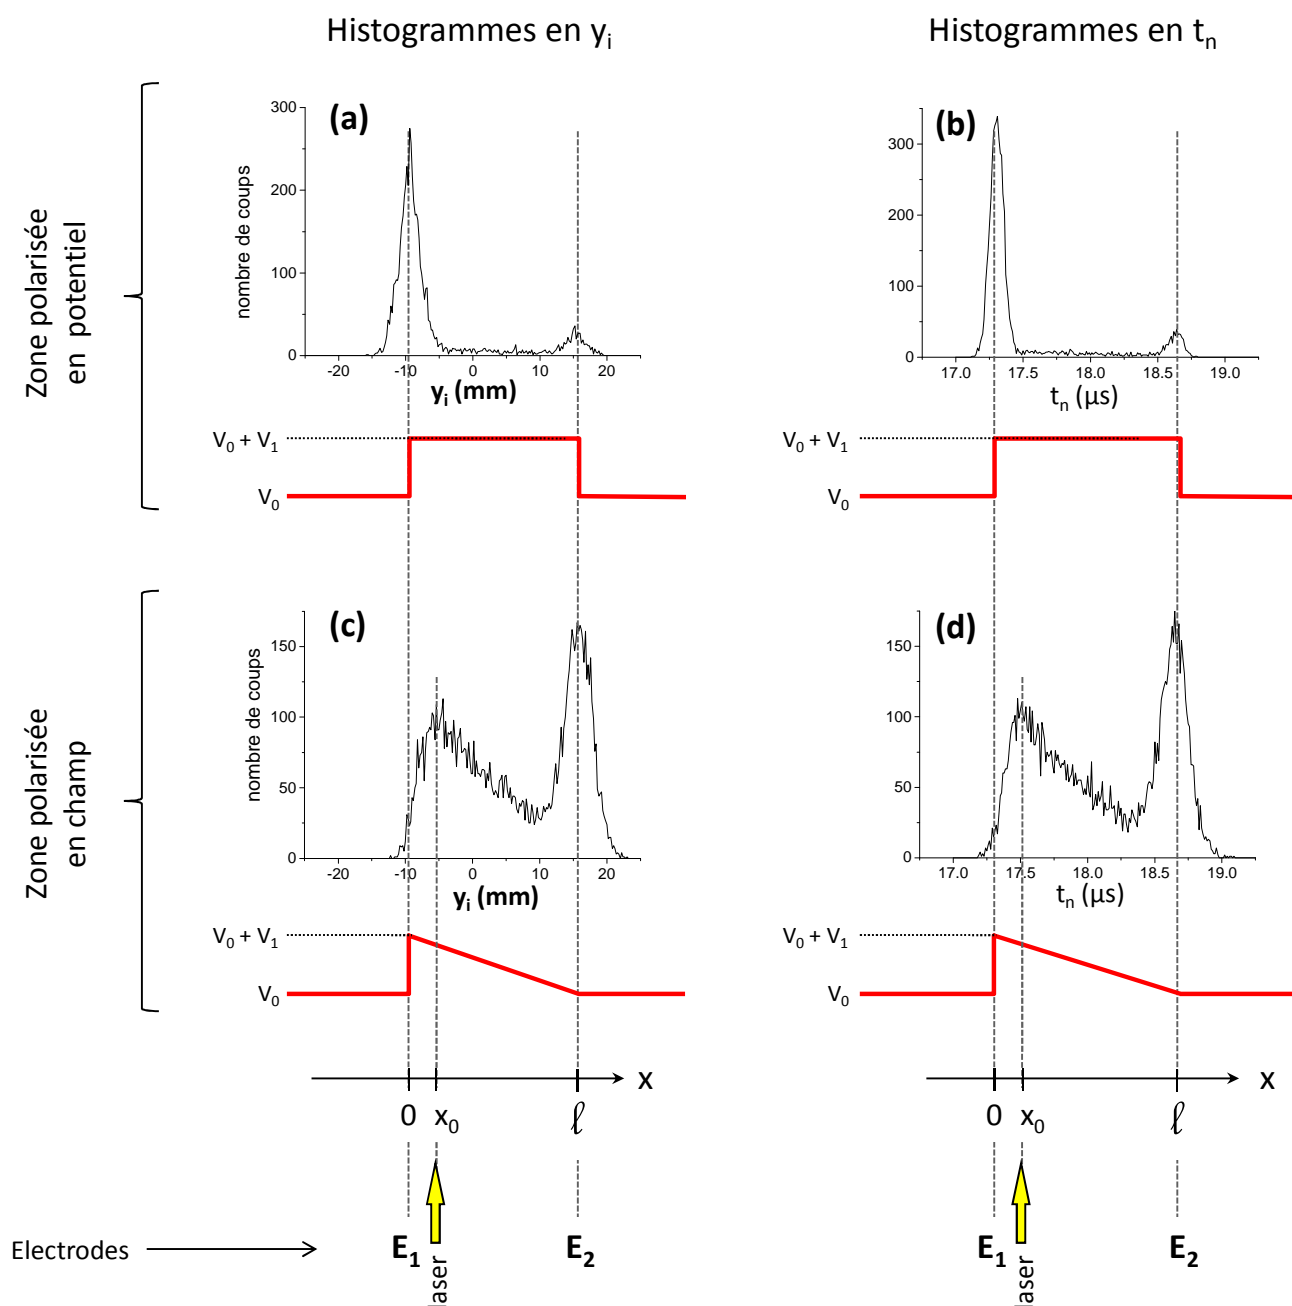 Histogrammes en yi
Histogrammes en tn
Zone polarisée
en potentiel
(a)
300
200
100
0
nombre de coups
-20
-10
0
10
20
yi (mm)
(b)
300
200
100
0
17.0
17.5
18.0
18.5
19.0
tn (µs)
V0 + V1
V0
V0 + V1
V0
Zone polarisée
en champ
(c)
150
100
50
0
nombre de coups
-20
-10
0
10
20
yi (mm)
(d)
150
100
50
0
17.0
17.5
18.0
18.5
19.0
tn (µs)
V0 + V1
V0
V0 + V1
V0
x
0
x0
ℓ
x
0
x0
ℓ
Electrodes
E1
laser
E2
E1
laser
E2